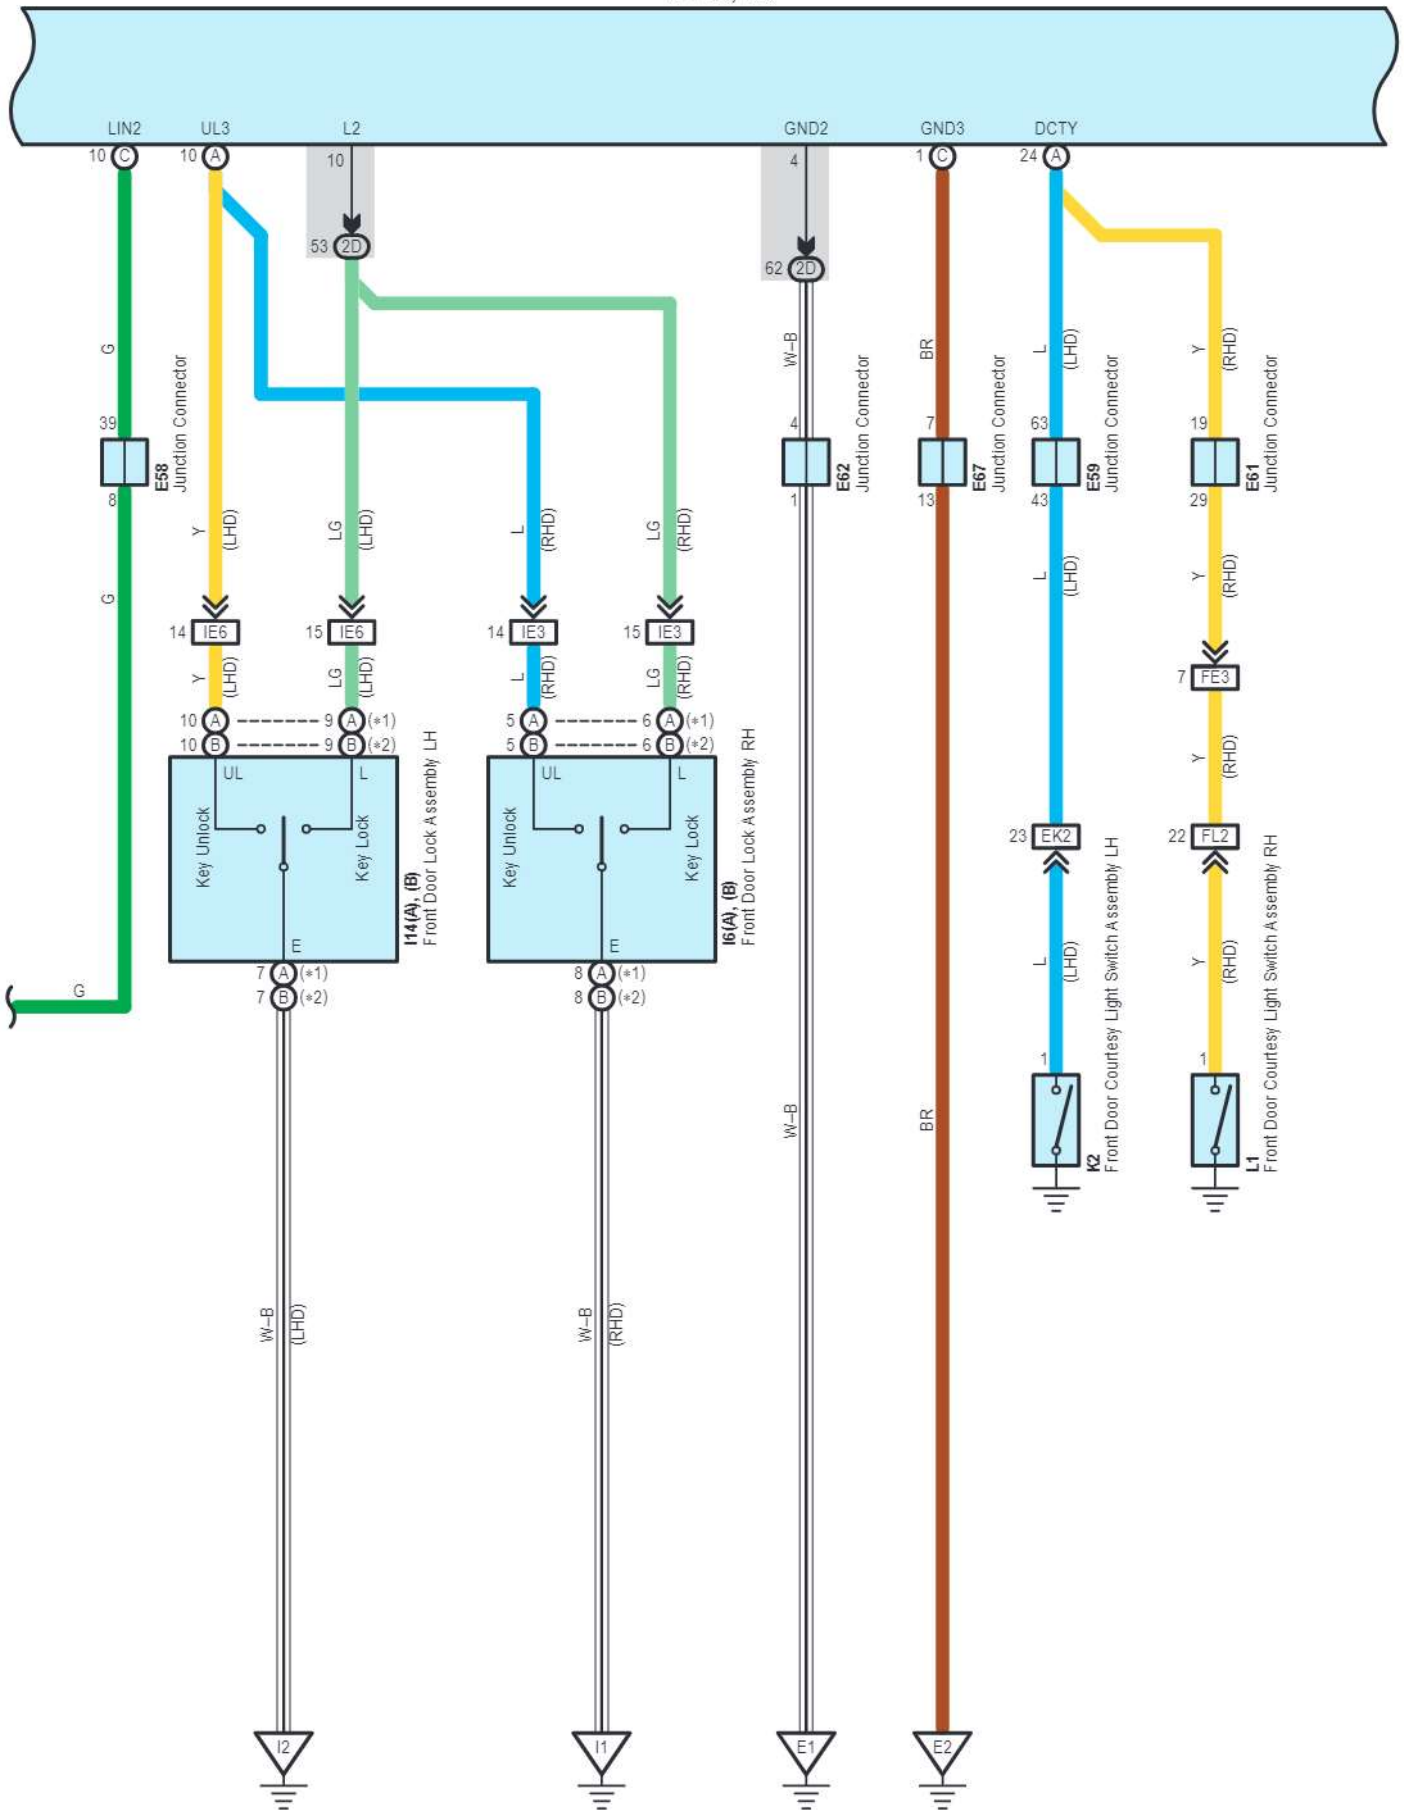 LIN2 UL3 L2 GND2 GND3 DCTY
10 C 10 A 10 4 1 C 24 A
53 2D
62 2D
G W–B BR L (LHD) Y (RHD)
39 4 7 63 19
E58 Junction Connector
E62 Junction Connector
E67 Junction Connector
E59 Junction Connector
E61 Junction Connector
8 1 13 43 29
Y (LHD) LG (LHD) L (RHD) LG (RHD)
G L (LHD) Y (RHD)
14 IE6 15 IE6 14 IE3 15 IE3
Y (LHD) LG (LHD) L (RHD) LG (RHD)
7 FE3
10 A 9 A (*1) 5 A 6 A (*1)
10 B 9 B (*2) 5 B 6 B (*2)
Y (RHD)
UL L UL L
Key Unlock Key Lock
I14(A), (B)
Front Door Lock Assembly LH
Key Unlock Key Lock
I6(A), (B)
Front Door Lock Assembly RH
23 EK2 22 FL2
E E
7 A (*1) 8 A (*1)
7 B (*2) 8 B (*2)
G
L (LHD) Y (RHD)
1 1
K2
Front Door Courtesy Light Switch Assembly LH
L1
Front Door Courtesy Light Switch Assembly RH
W–B BR
W–B (LHD) W–B (RHD)
I2 I1 E1 E2